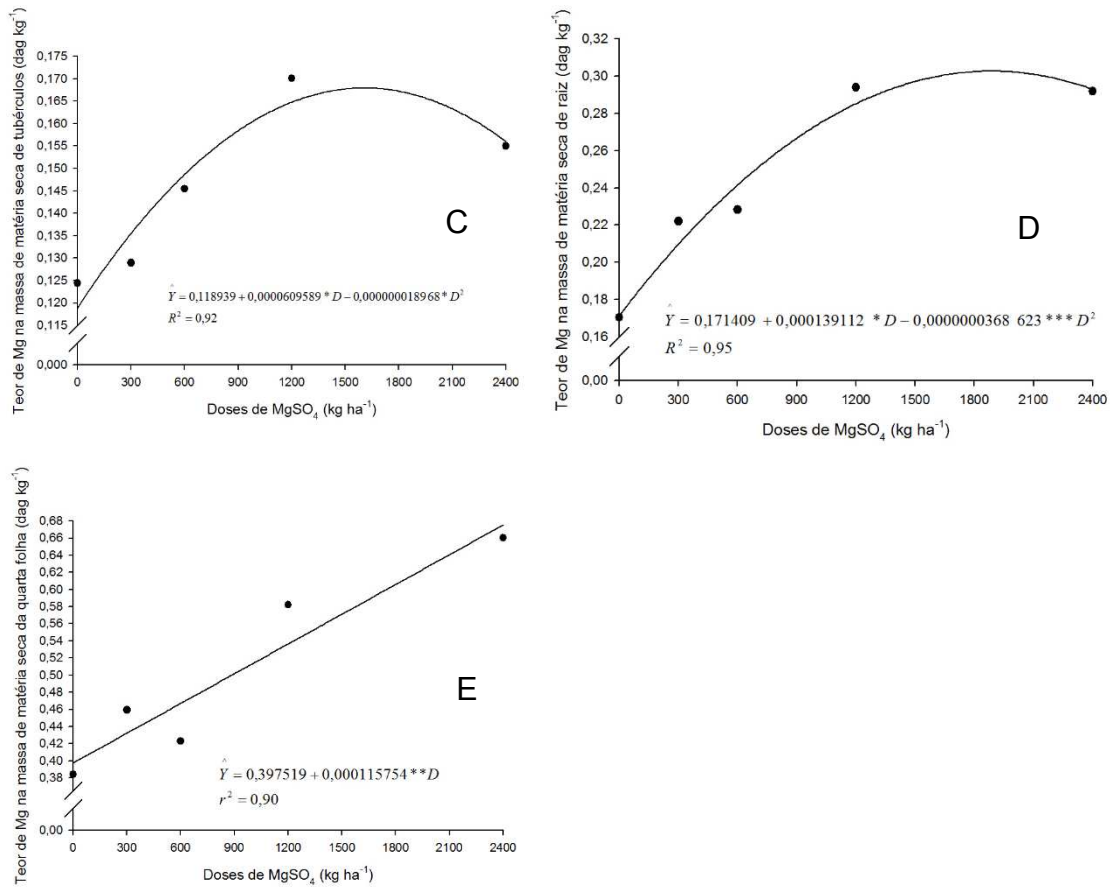 Teor de Mg na massa de matéria seca de tubérculos (dag kg⁻¹)
0,175
0,170
0,165
0,160
0,155
0,150
0,145
0,140
0,135
0,130
0,125
0,120
0,115
0,000
C
Ŷ = 0,118939 + 0,0000609589 * D − 0,000000018968 * D²
R² = 0,92
0 300 600 900 1200 1500 1800 2100 2400
Doses de MgSO₄ (kg ha⁻¹)
Teor de Mg na massa de matéria seca de raiz (dag kg⁻¹)
0,32
0,30
0,28
0,26
0,24
0,22
0,20
0,18
0,16
0,00
D
Ŷ = 0,171409 + 0,000139112 * D − 0,0000000368 623 *** D²
R² = 0,95
0 300 600 900 1200 1500 1800 2100 2400
Doses de MgSO₄ (kg ha⁻¹)
Teor de Mg na massa de matéria seca da quarta folha (dag kg⁻¹)
0,68
0,66
0,64
0,62
0,60
0,58
0,56
0,54
0,52
0,50
0,48
0,46
0,44
0,42
0,40
0,38
0,00
E
Ŷ = 0,397519 + 0,000115754 ** D
r² = 0,90
0 300 600 900 1200 1500 1800 2100 2400
Doses de MgSO₄ (kg ha⁻¹)